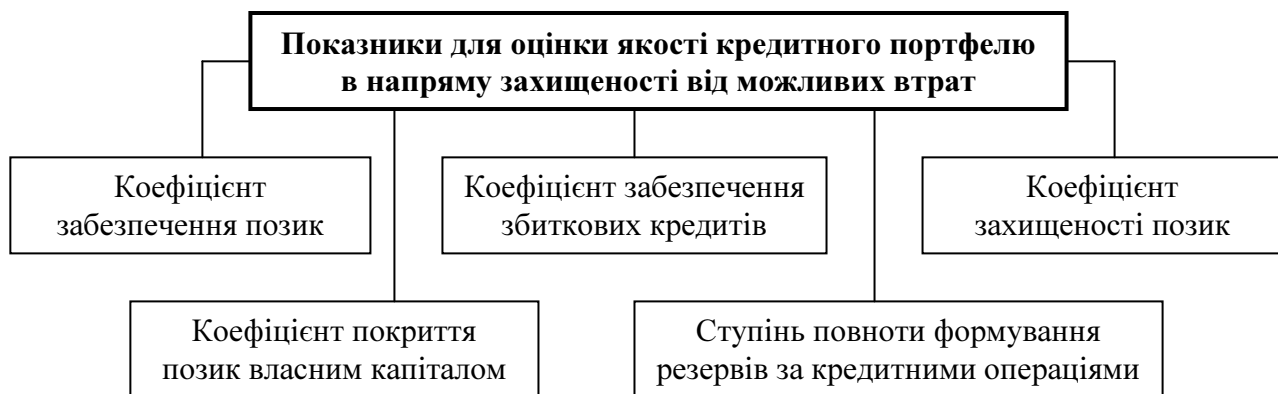 Показники для оцінки якості кредитного портфелю
в напряму захищеності від можливих втрат
Коефіцієнт
забезпечення позик
Коефіцієнт забезпечення
збиткових кредитів
Коефіцієнт
захищеності позик
Коефіцієнт покриття
позик власним капіталом
Ступінь повноти формування
резервів за кредитними операціями